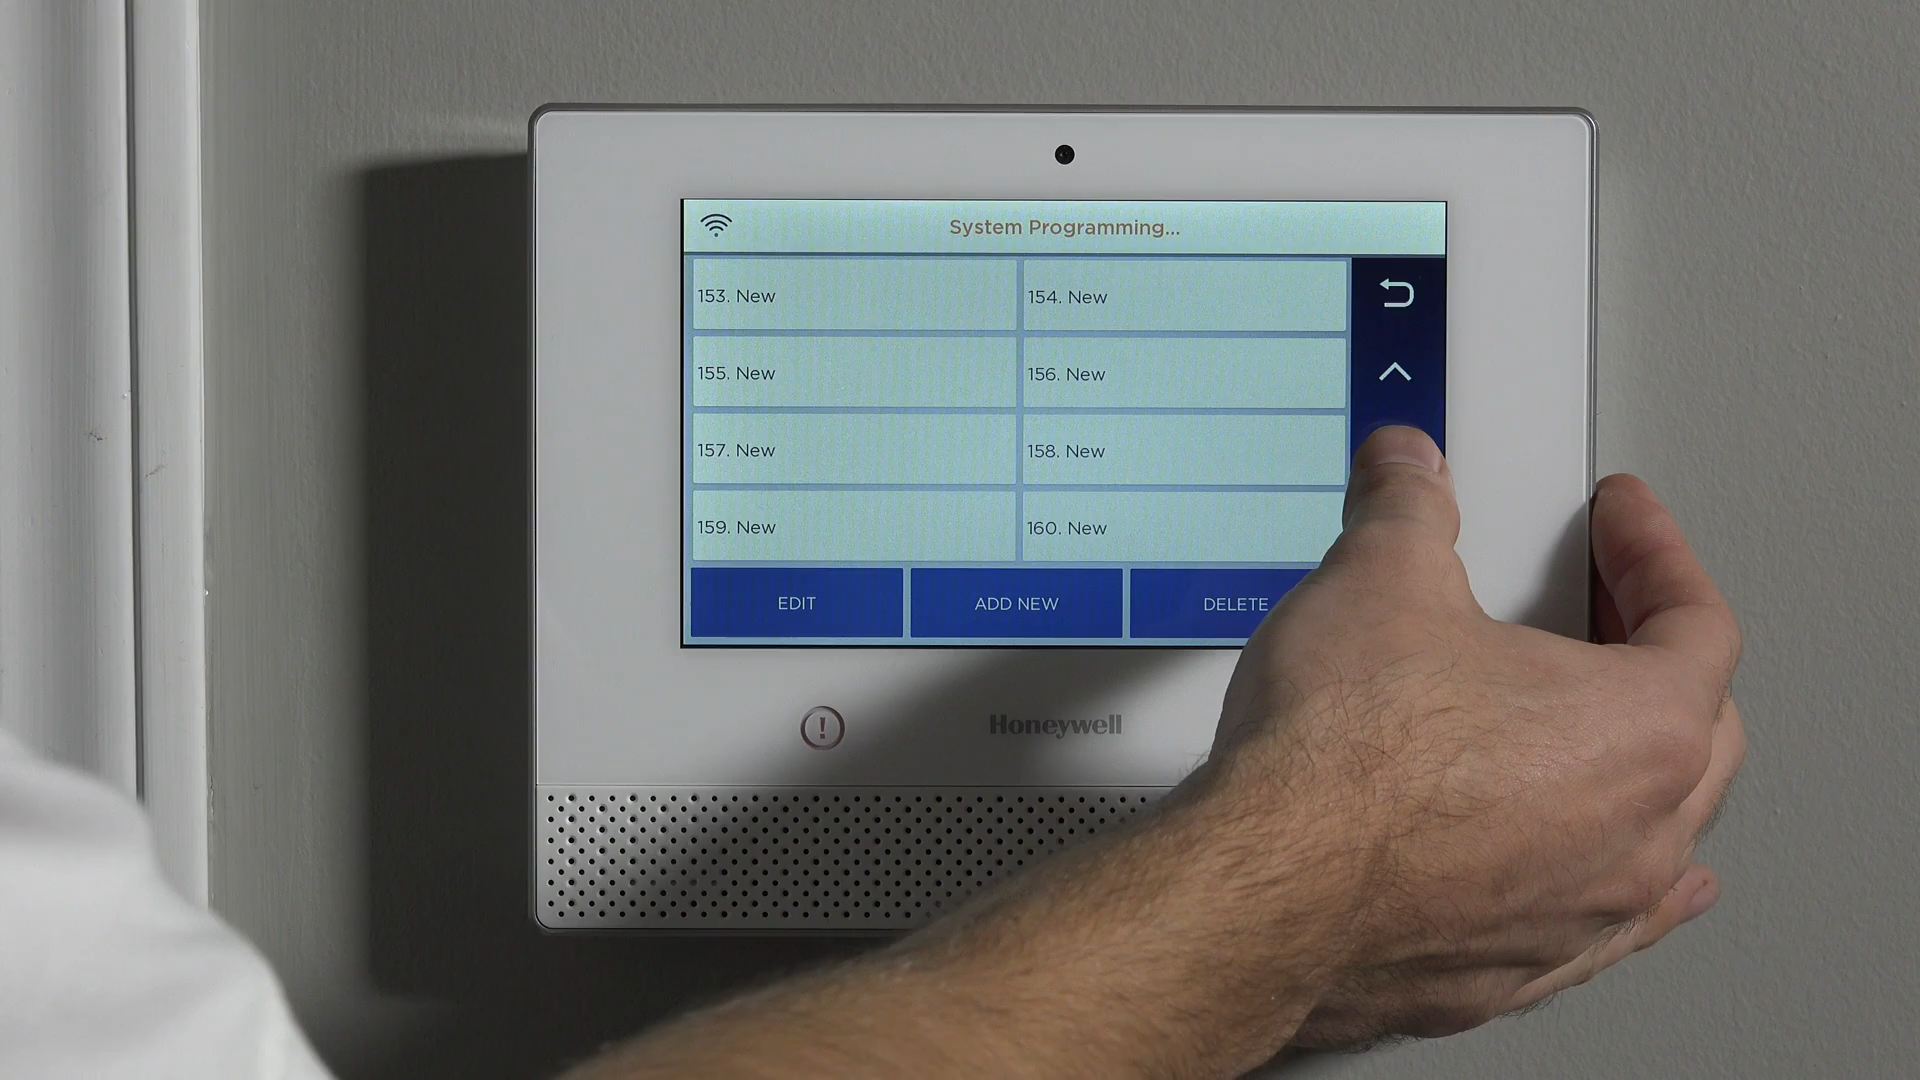 System Programming...
153. New
154. New
155. New
156. New
157. New
158. New
159. New
160. New
EDIT
ADD NEW
DELETE
Honeywell